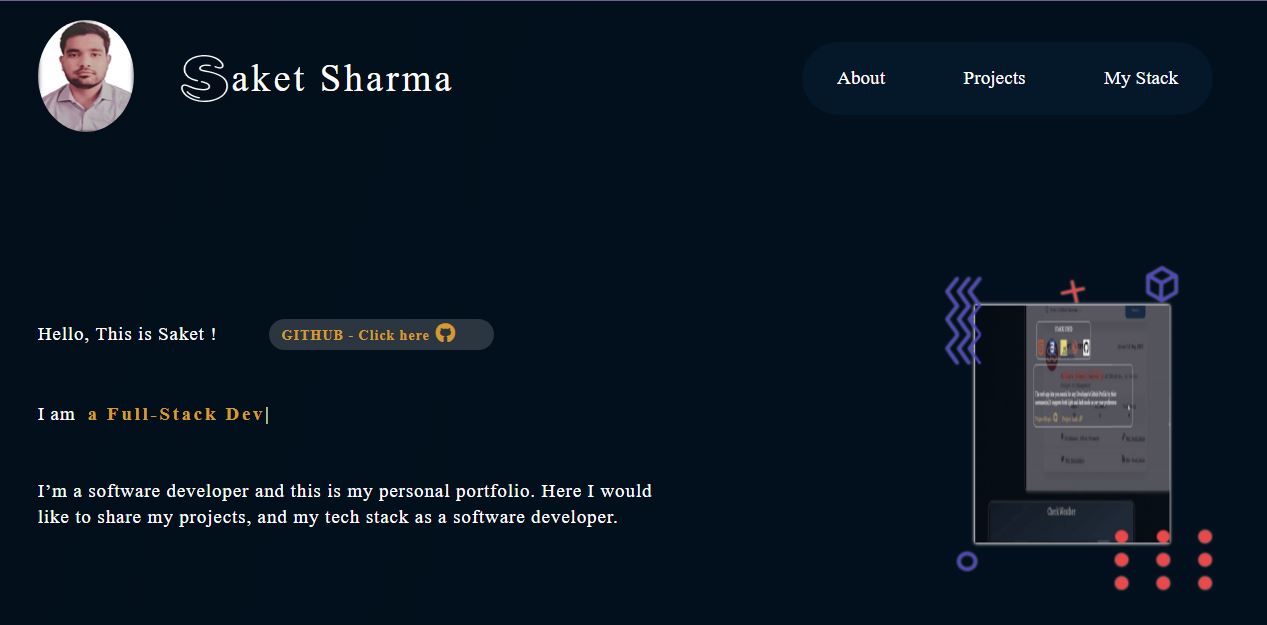 Saket Sharma
About Projects My Stack
Hello, This is Saket !
GITHUB - Click here
I am a Full-Stack Dev|
I’m a software developer and this is my personal portfolio. Here I would
like to share my projects, and my tech stack as a software developer.
Check Weather